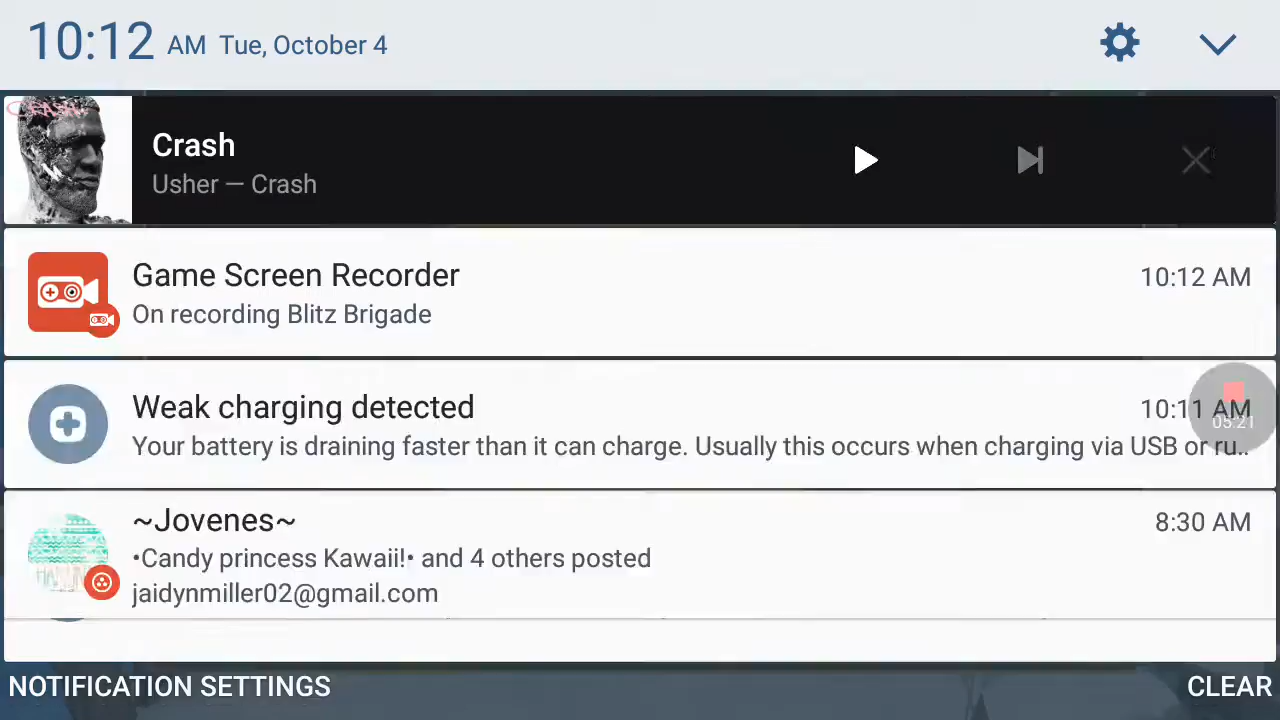 10:12 AM Tue, October 4
Crash
Usher — Crash
Game Screen Recorder
10:12 AM
On recording Blitz Brigade
Weak charging detected
10:11 AM
Your battery is draining faster than it can charge. Usually this occurs when charging via USB or ru..
05:21
~Jovenes~
8:30 AM
•Candy princess Kawaii!• and 4 others posted
jaidynmiller02@gmail.com
NOTIFICATION SETTINGS
CLEAR